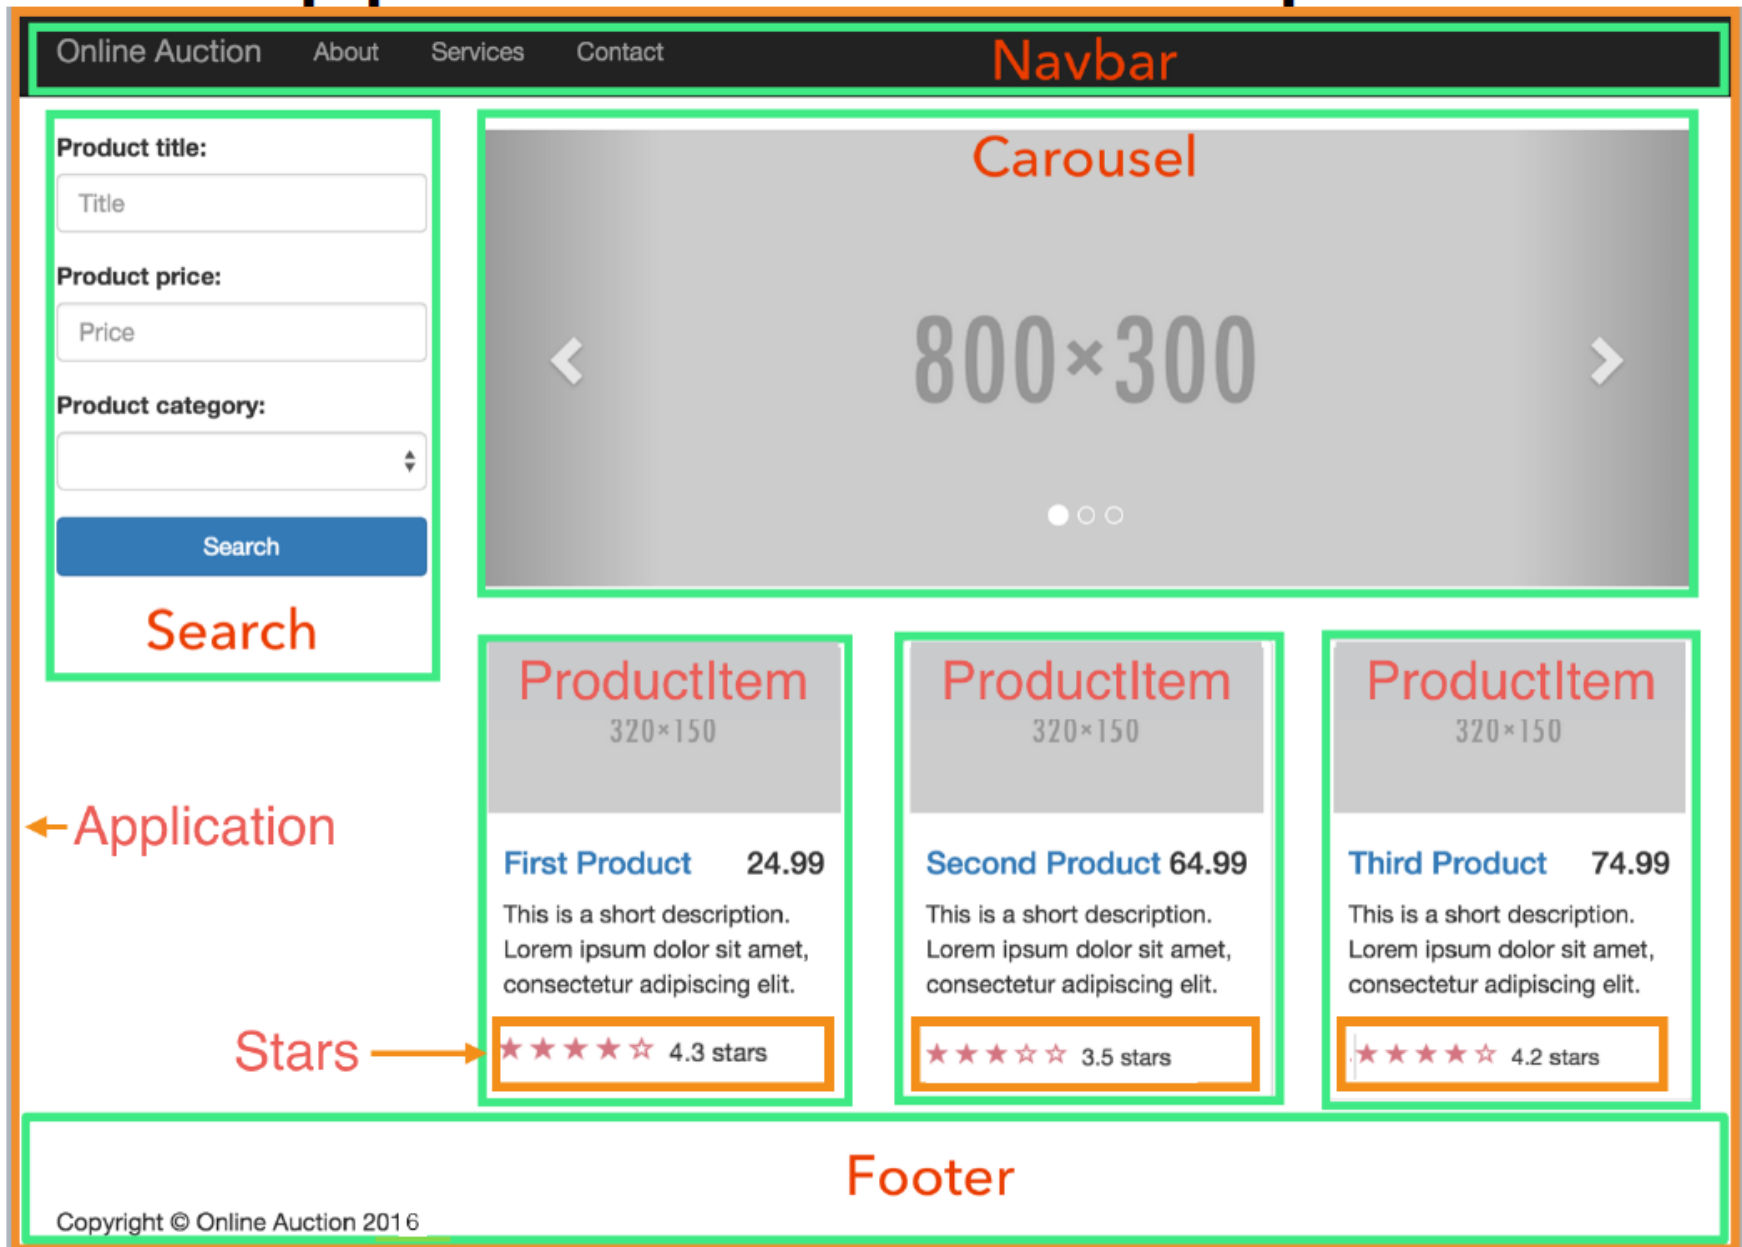 Online Auction About Services Contact Navbar
Product title:
Title
Product price:
Price
Product category:
Search
Search
Carousel
800×300
ProductItem ProductItem ProductItem
320×150 320×150 320×150
Application
First Product 24.99
This is a short description.
Lorem ipsum dolor sit amet,
consectetur adipiscing elit.
4.3 stars
Second Product 64.99
This is a short description.
Lorem ipsum dolor sit amet,
consectetur adipiscing elit.
3.5 stars
Third Product 74.99
This is a short description.
Lorem ipsum dolor sit amet,
consectetur adipiscing elit.
4.2 stars
Stars
Footer
Copyright © Online Auction 2016